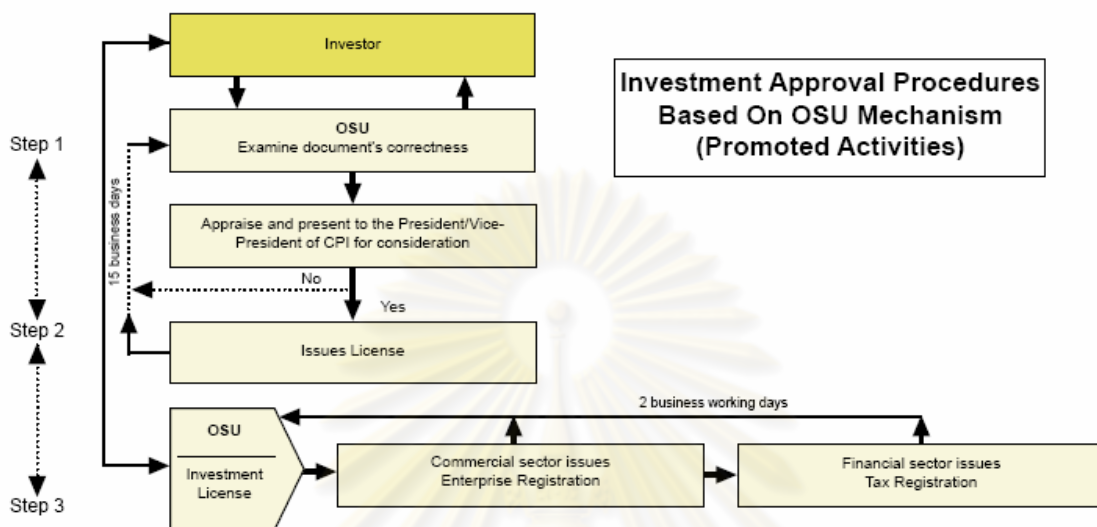 Investor
Investment Approval Procedures
Based On OSU Mechanism
(Promoted Activities)
Step 1
OSU
Examine document's correctness
15 business days
Appraise and present to the President/Vice-
President of CPI for consideration
No
Yes
Step 2
Issues License
2 business working days
OSU
Investment
License
Commercial sector issues
Enterprise Registration
Financial sector issues
Tax Registration
Step 3